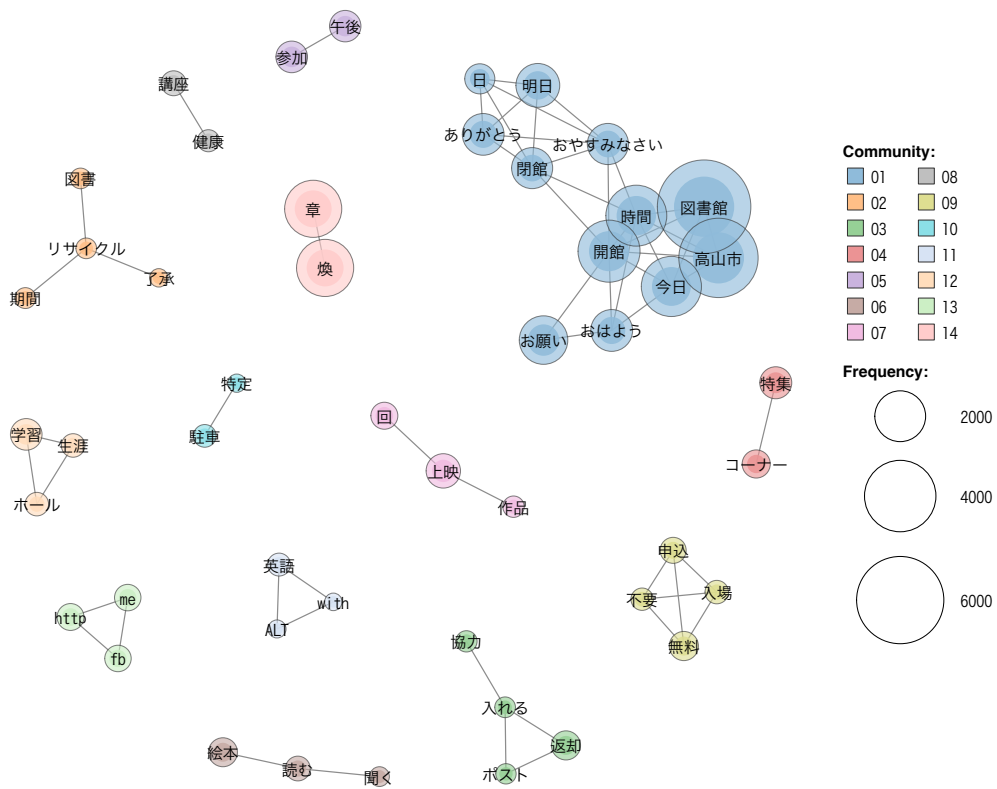 午後
参加
講座
健康
日
明日
ありがとう
おやすみなさい
閉館
図書
リサイクル
了承
期間
章
煥
時間
図書館
開館
高山市
今日
お願い
おはよう
特定
駐車
回
上映
作品
特集
コーナー
学習
生涯
ホール
英語
with
ALT
me
http
fb
申込
不要
入場
無料
協力
入れる
返却
ポスト
絵本
読む
聞く
Community:
01 08
02 09
03 10
04 11
05 12
06 13
07 14
Frequency:
2000
4000
6000